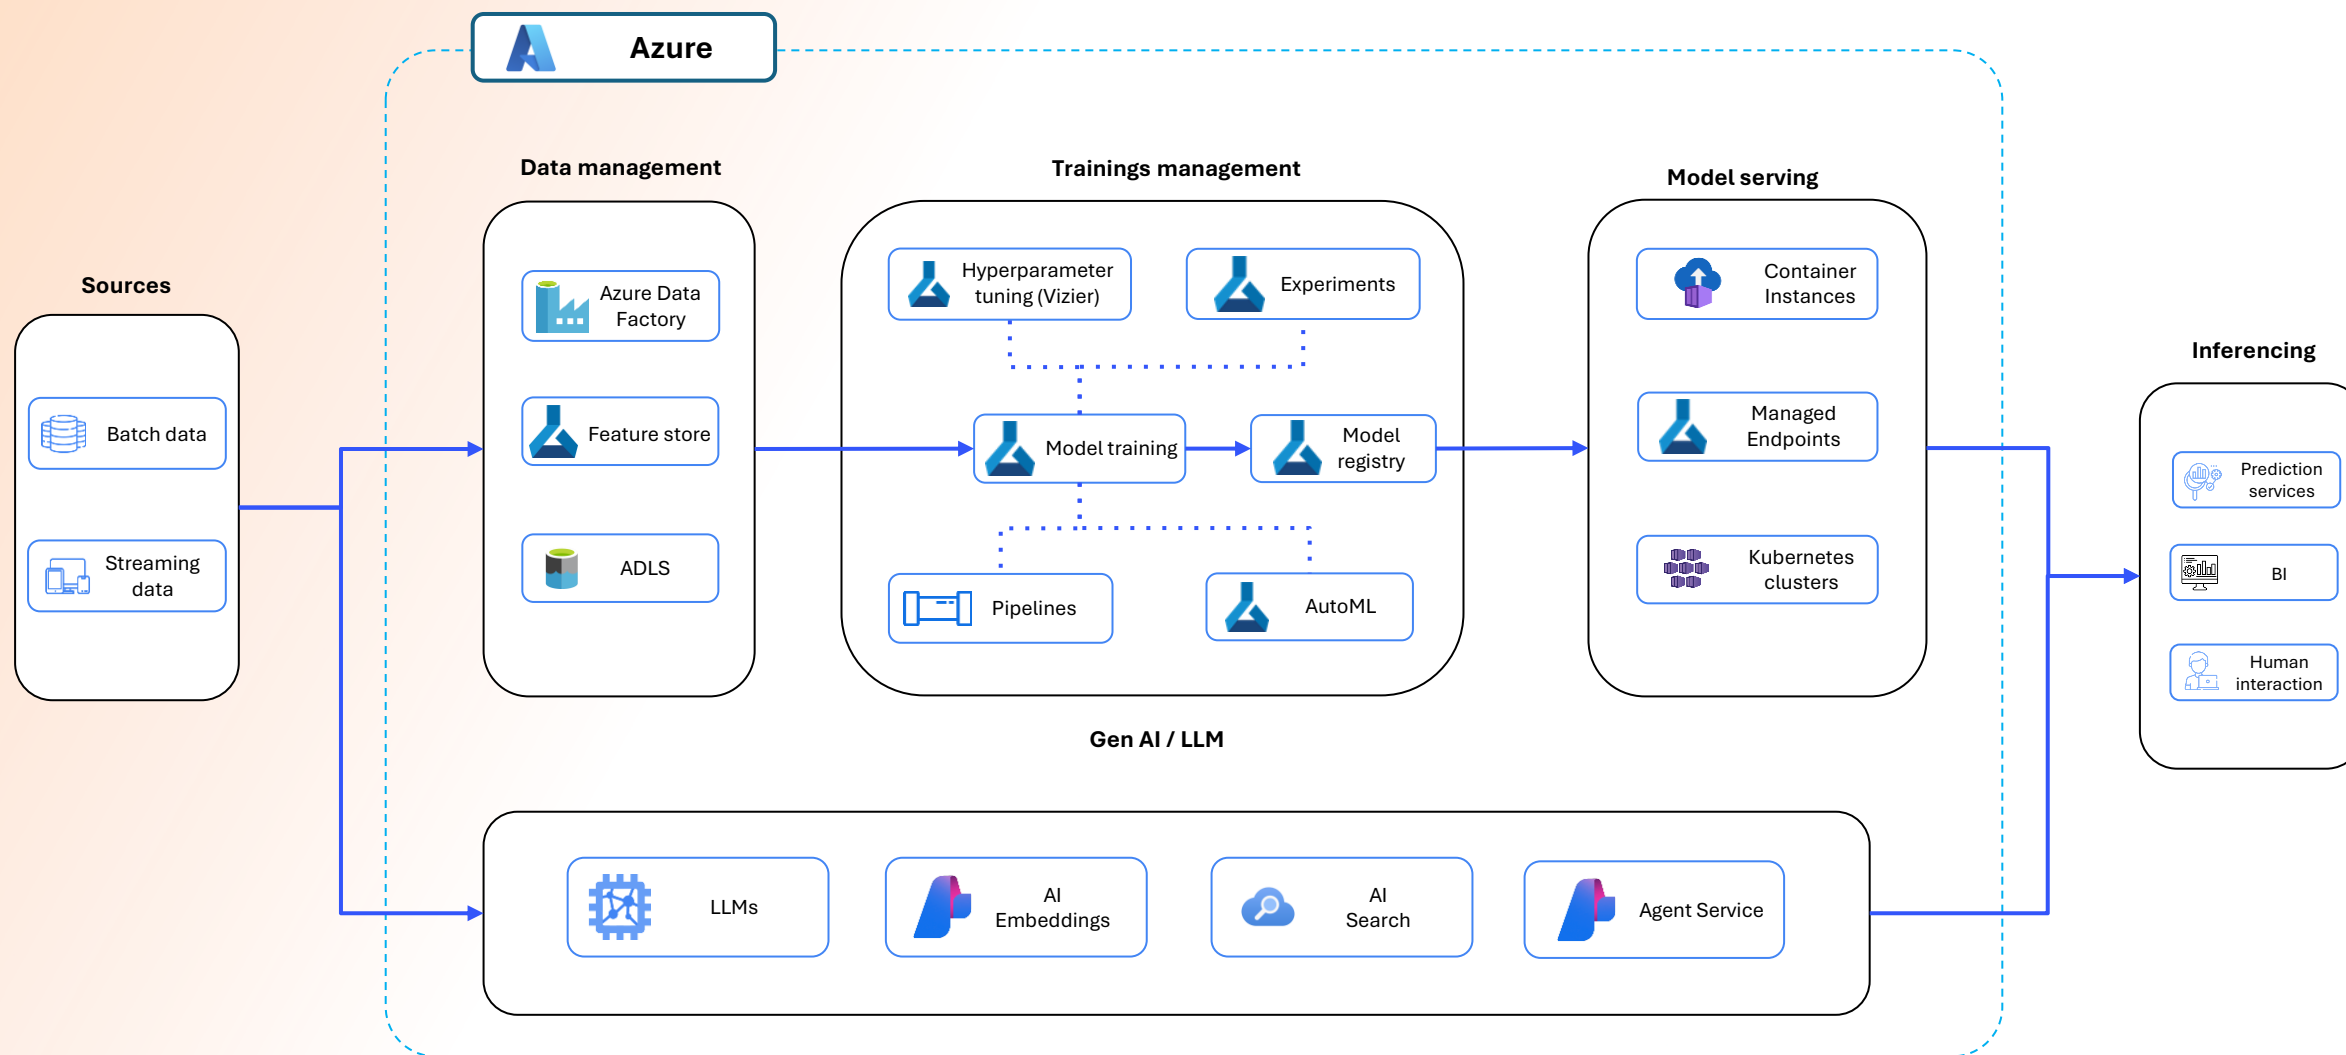 Azure
Data management
Trainings management
Model serving
Sources
Inferencing
Batch data
Streaming
data
Azure Data
Factory
Feature store
ADLS
Hyperparameter
tuning (Vizier)
Experiments
Model training
Model
registry
Pipelines
AutoML
Container
Instances
Managed
Endpoints
Kubernetes
clusters
Prediction
services
BI
Human
interaction
Gen AI / LLM
LLMs
AI
Embeddings
AI
Search
Agent Service